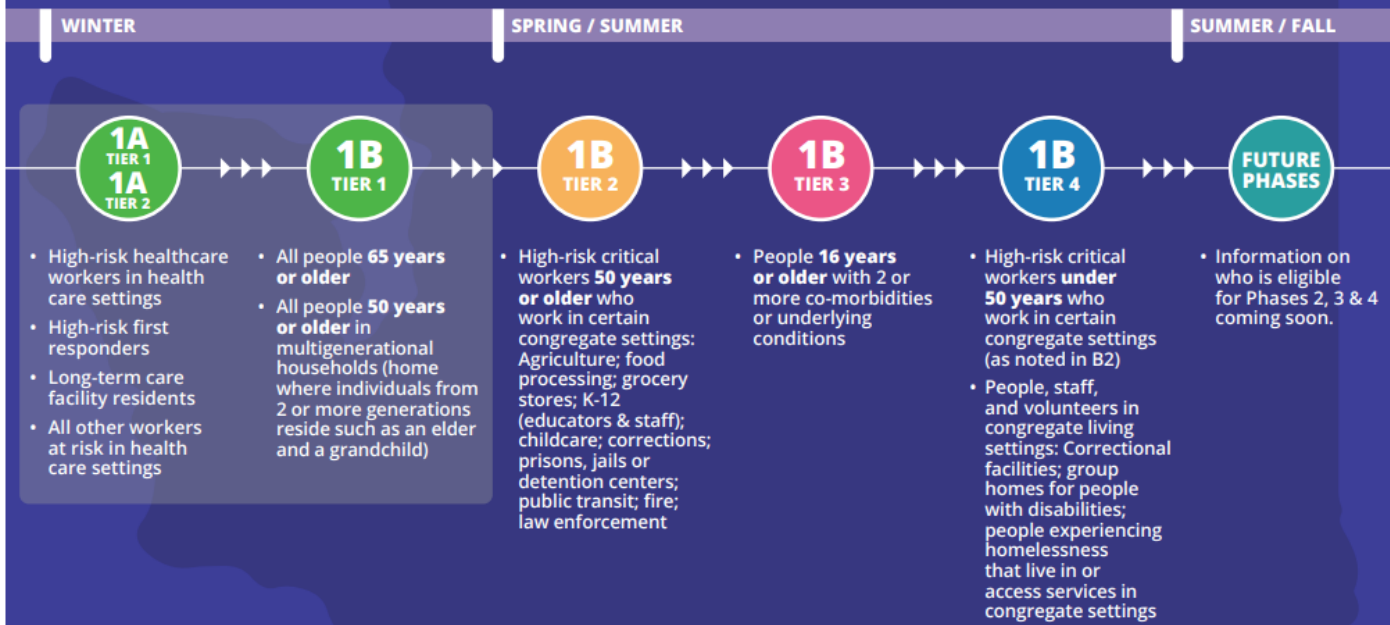 WINTER
SPRING / SUMMER
SUMMER / FALL
1A
TIER 1
1A
TIER 2
• High-risk healthcare
workers in health
care settings
• High-risk first
responders
• Long-term care
facility residents
• All other workers
at risk in health
care settings
1B
TIER 1
• All people 65 years
or older
• All people 50 years
or older in
multigenerational
households (home
where individuals from
2 or more generations
reside such as an elder
and a grandchild)
1B
TIER 2
• High-risk critical
workers 50 years
or older who
work in certain
congregate settings:
Agriculture; food
processing; grocery
stores; K-12
(educators & staff);
childcare; corrections;
prisons, jails or
detention centers;
public transit; fire;
law enforcement
1B
TIER 3
• People 16 years
or older with 2 or
more co-morbidities
or underlying
conditions
1B
TIER 4
• High-risk critical
workers under
50 years who
work in certain
congregate settings
(as noted in B2)
• People, staff,
and volunteers in
congregate living
settings: Correctional
facilities; group
homes for people
with disabilities;
people experiencing
homelessness
that live in or
access services in
congregate settings
FUTURE
PHASES
• Information on
who is eligible
for Phases 2, 3 & 4
coming soon.